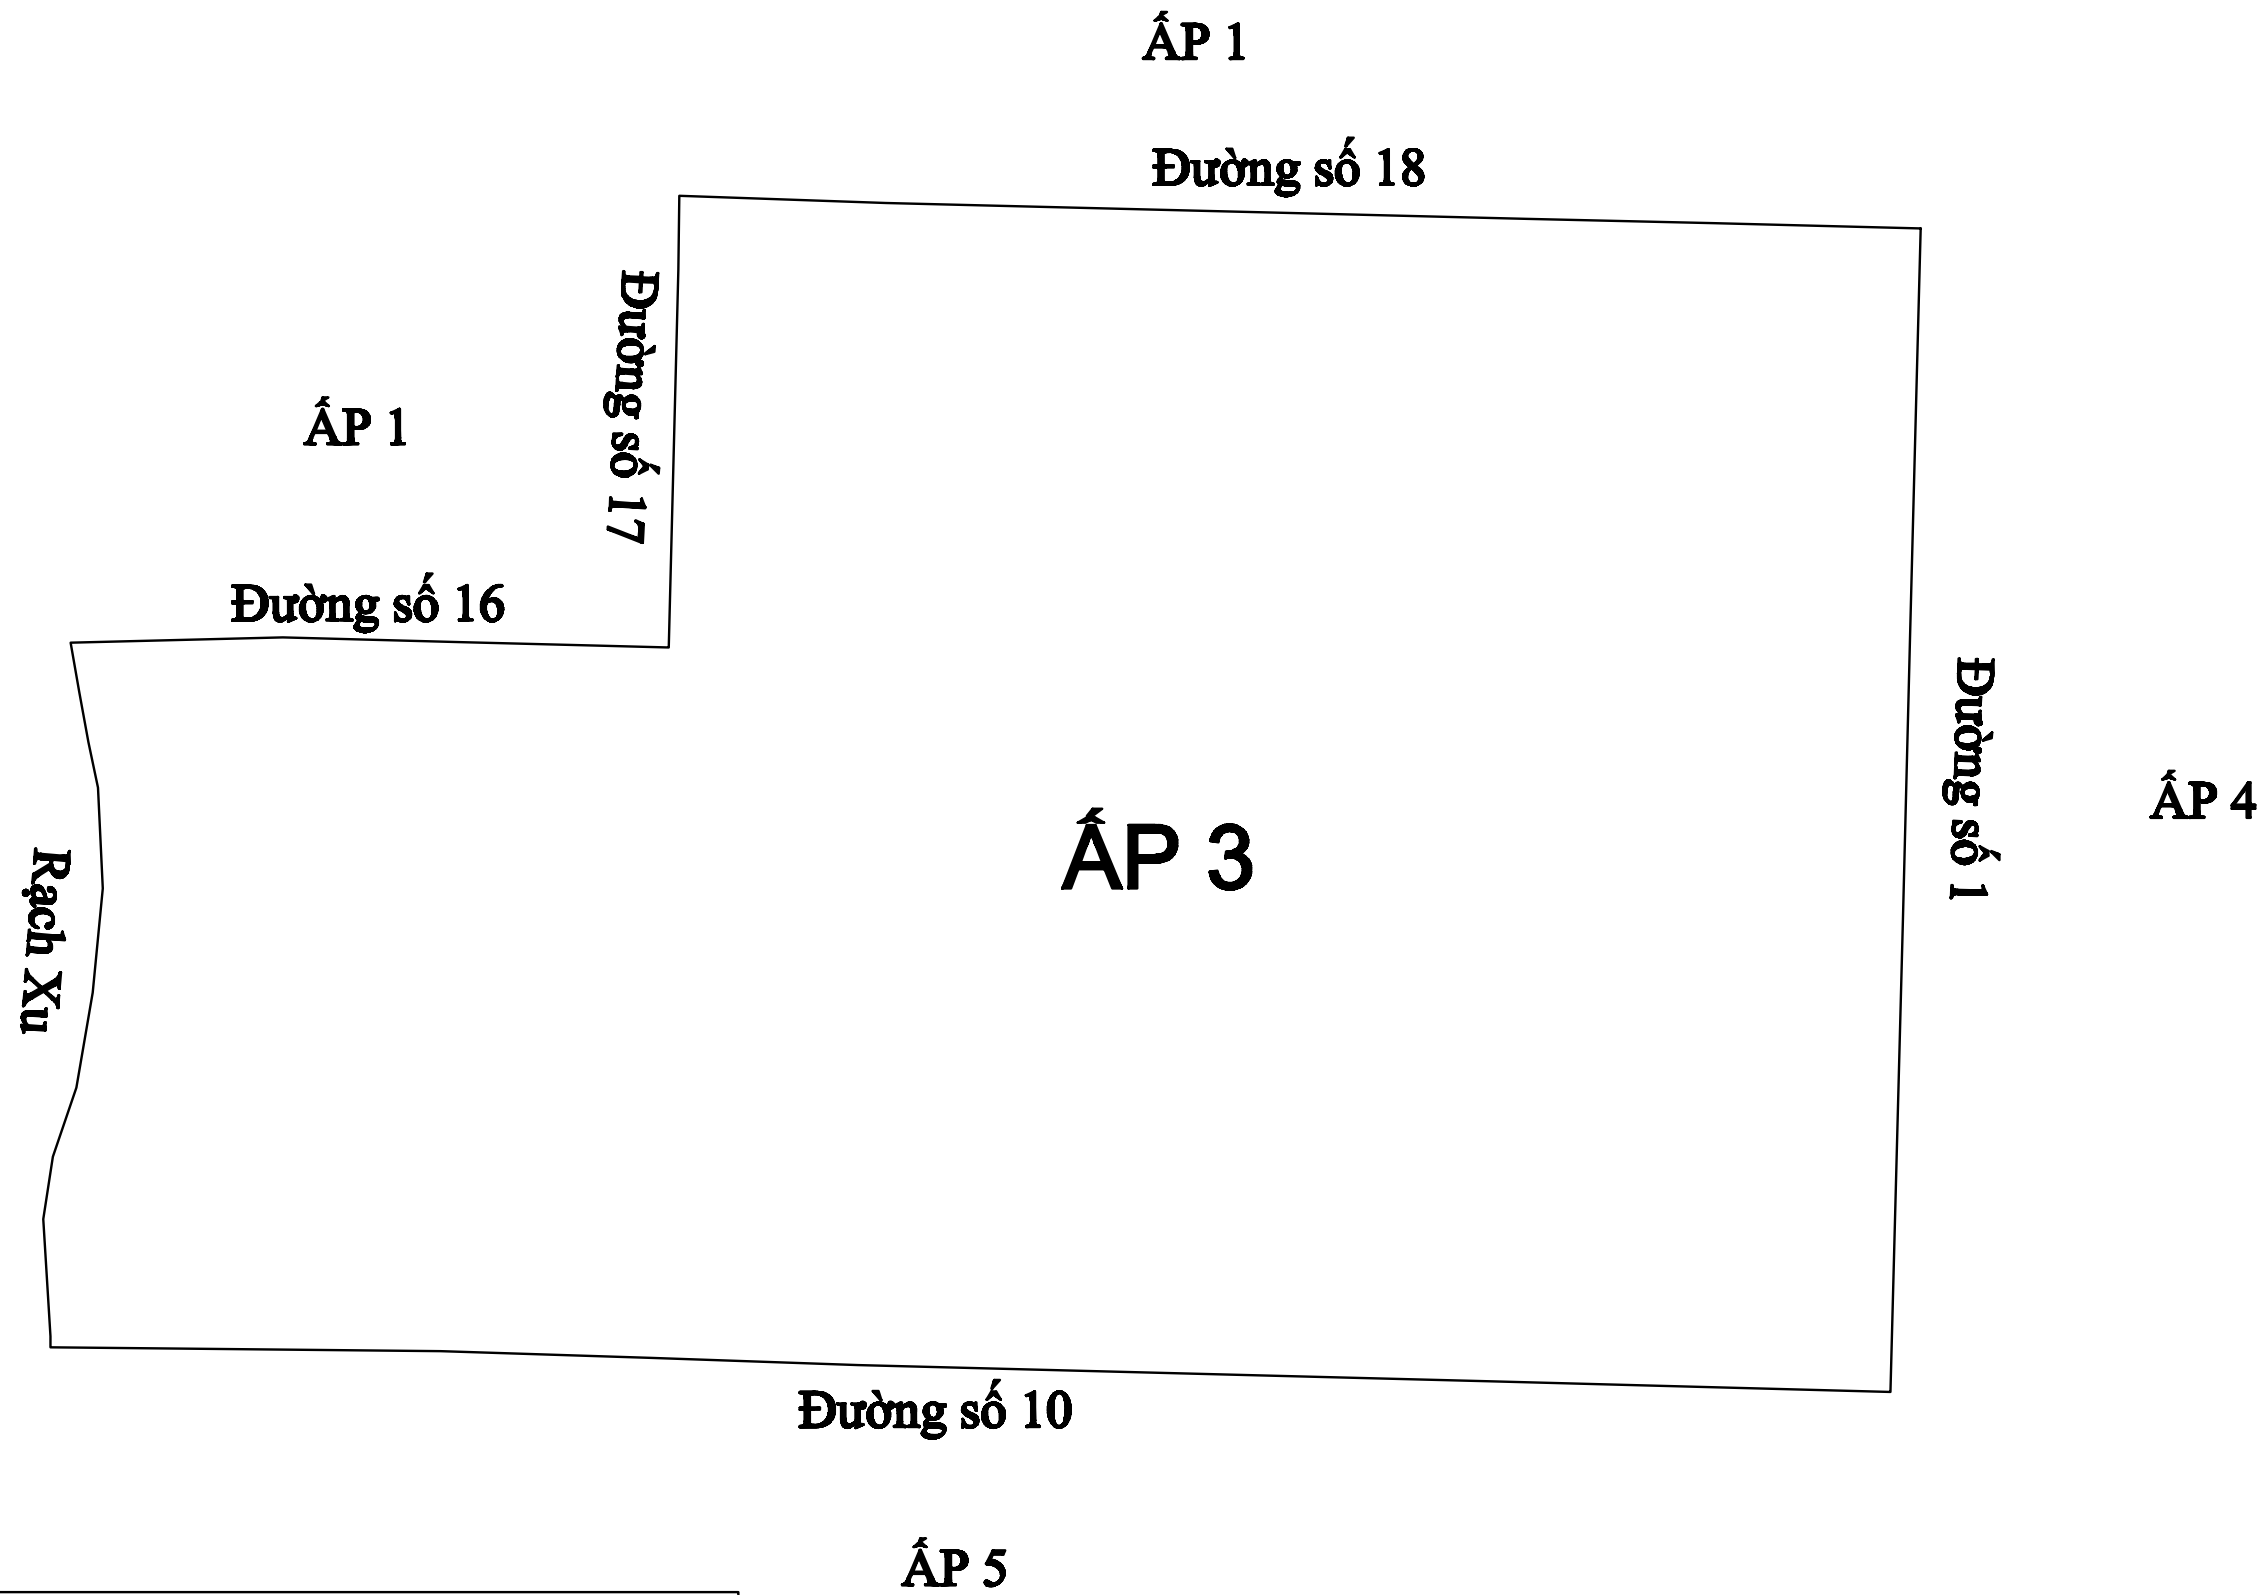 ẤP 1
Đường số 18
Đường số 17
ẤP 1
Đường số 16
Đường số 1
ẤP 4
ẤP 3
Rạch Xu
Đường số 10
ẤP 5